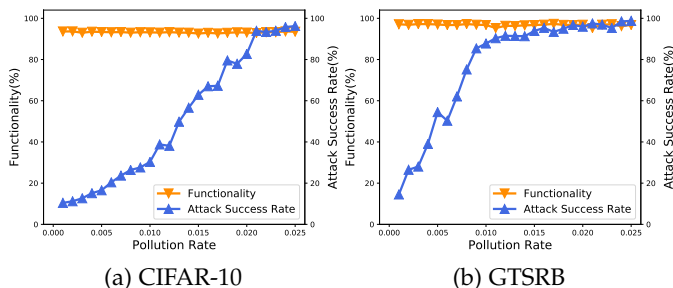 100
80
60
40
20
0
Functionality(%)
100
80
60
40
20
0
Attack Success Rate(%)
Functionality
Attack Success Rate
0.000 0.005 0.010 0.015 0.020 0.025
Pollution Rate
(a) CIFAR-10
100
80
60
40
20
0
Functionality(%)
100
80
60
40
20
0
Attack Success Rate(%)
Functionality
Attack Success Rate
0.000 0.005 0.010 0.015 0.020 0.025
Pollution Rate
(b) GTSRB